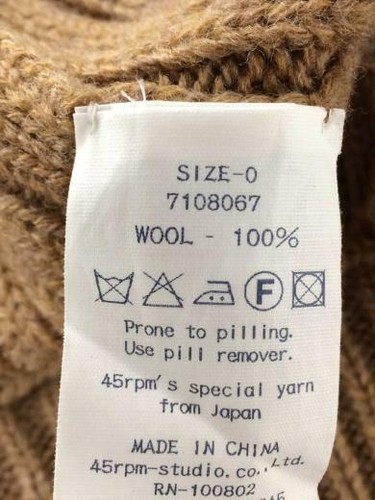 SIZE-0
7108067
WOOL - 100%
F
Prone to pilling.
Use pill remover.
45rpm's special yarn
from Japan
MADE IN CHINA
45rpm-studio.co.,Ltd.
RN-100802